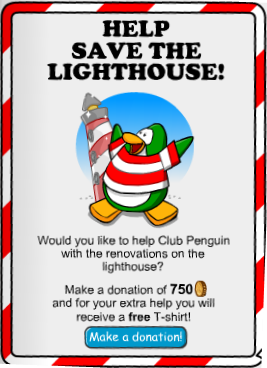 HELP
SAVE THE
LIGHTHOUSE!
Would you like to help Club Penguin
with the renovations on the
lighthouse?
Make a donation of 750
and for your extra help you will
receive a free T-shirt!
Make a donation!